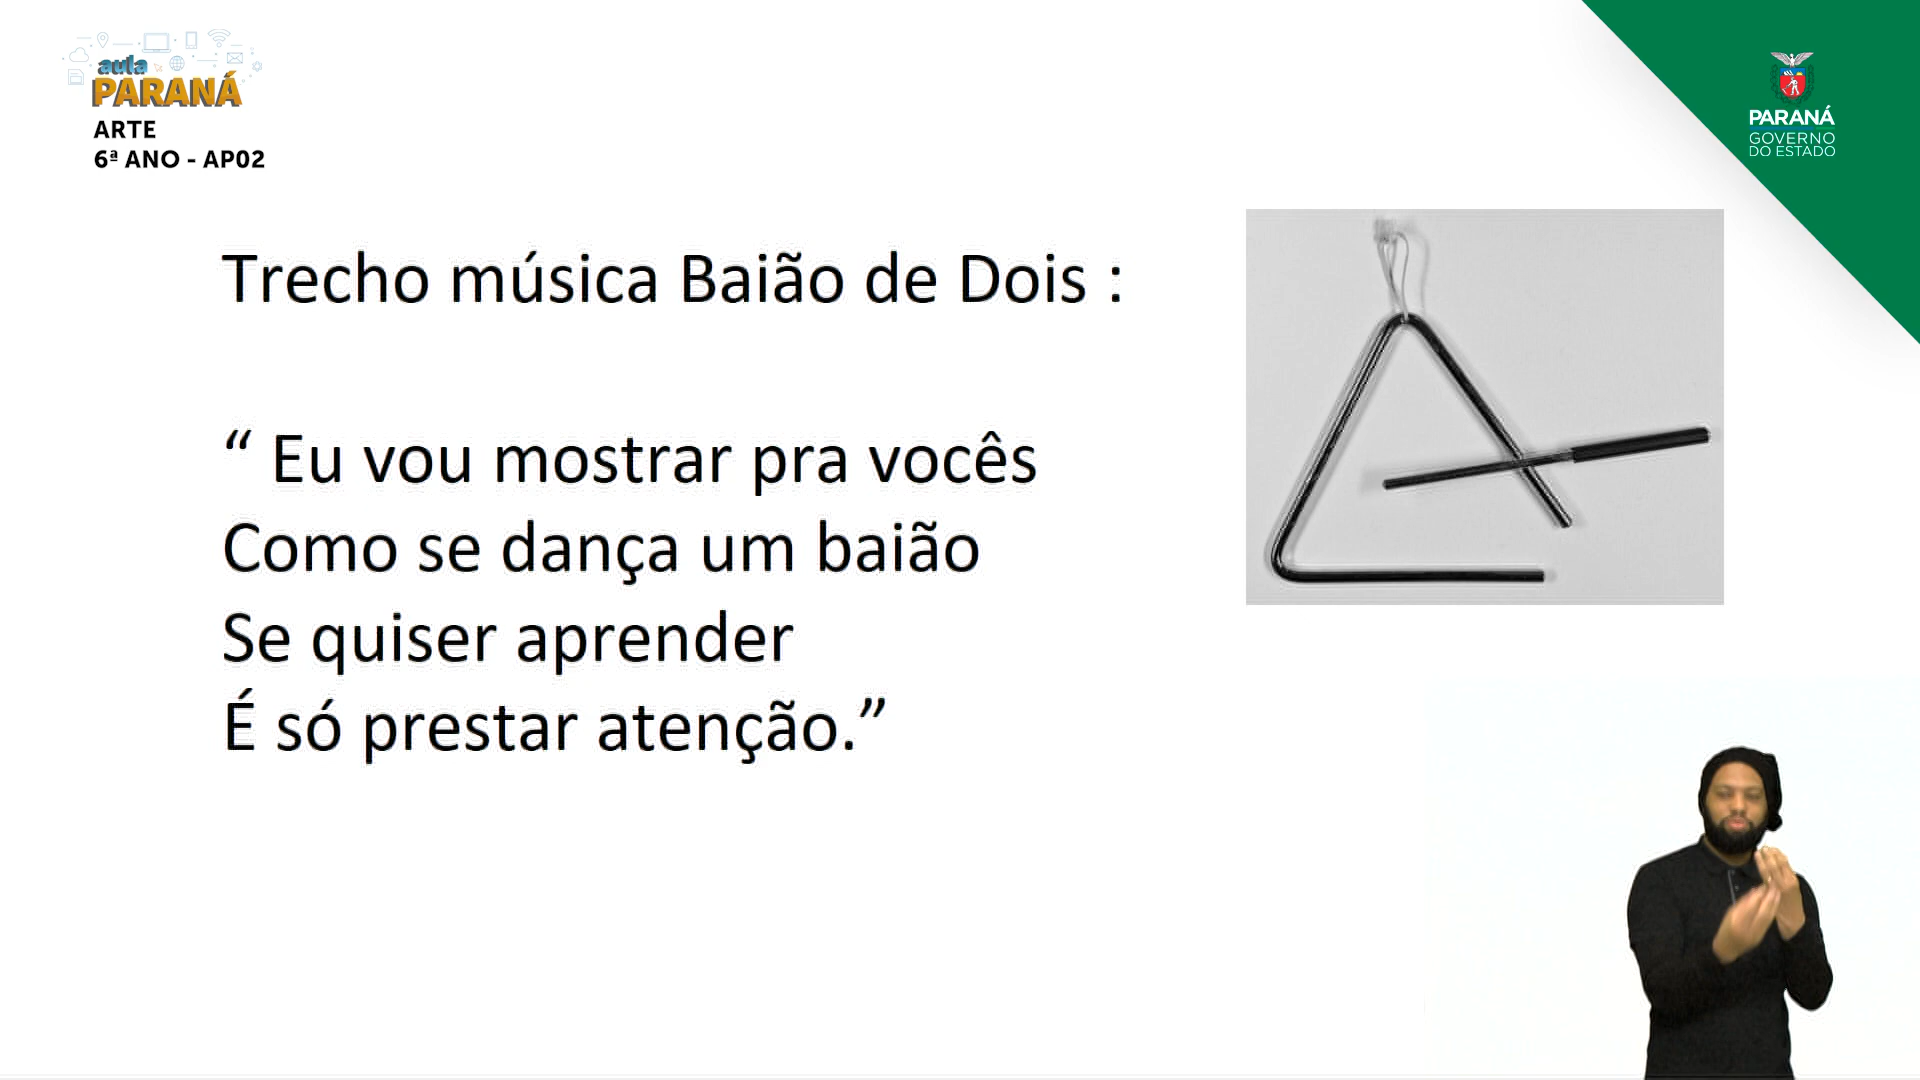 aula
PARANÁ
ARTE
6ª ANO - AP02
PARANÁ
GOVERNO
DO ESTADO
Trecho música Baião de Dois :
“ Eu vou mostrar pra vocês
Como se dança um baião
Se quiser aprender
É só prestar atenção.”